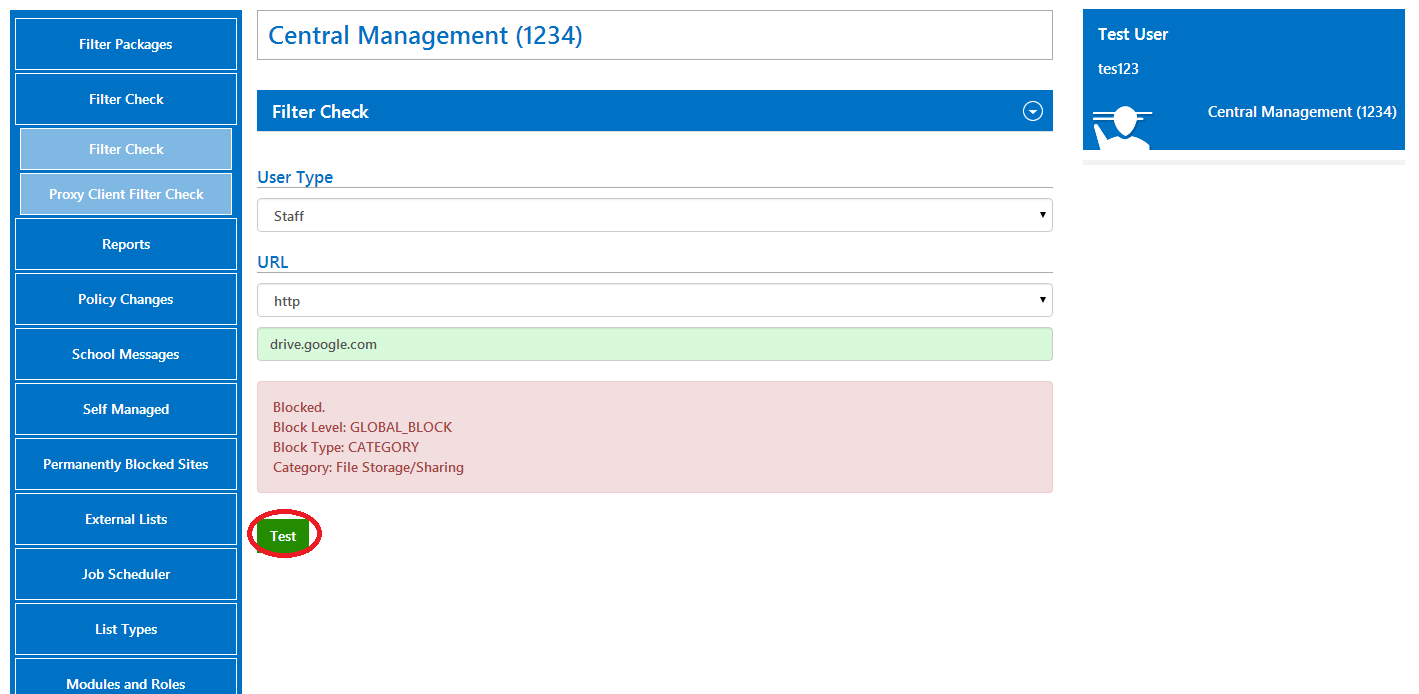 Filter Packages
Filter Check
Filter Check
Proxy Client Filter Check
Reports
Policy Changes
School Messages
Self Managed
Permanently Blocked Sites
External Lists
Job Scheduler
List Types
Modules and Roles
Central Management (1234)
Filter Check
User Type
Staff
URL
http
drive.google.com
Blocked.
Block Level: GLOBAL_BLOCK
Block Type: CATEGORY
Category: File Storage/Sharing
Test
Test User
tes123
Central Management (1234)